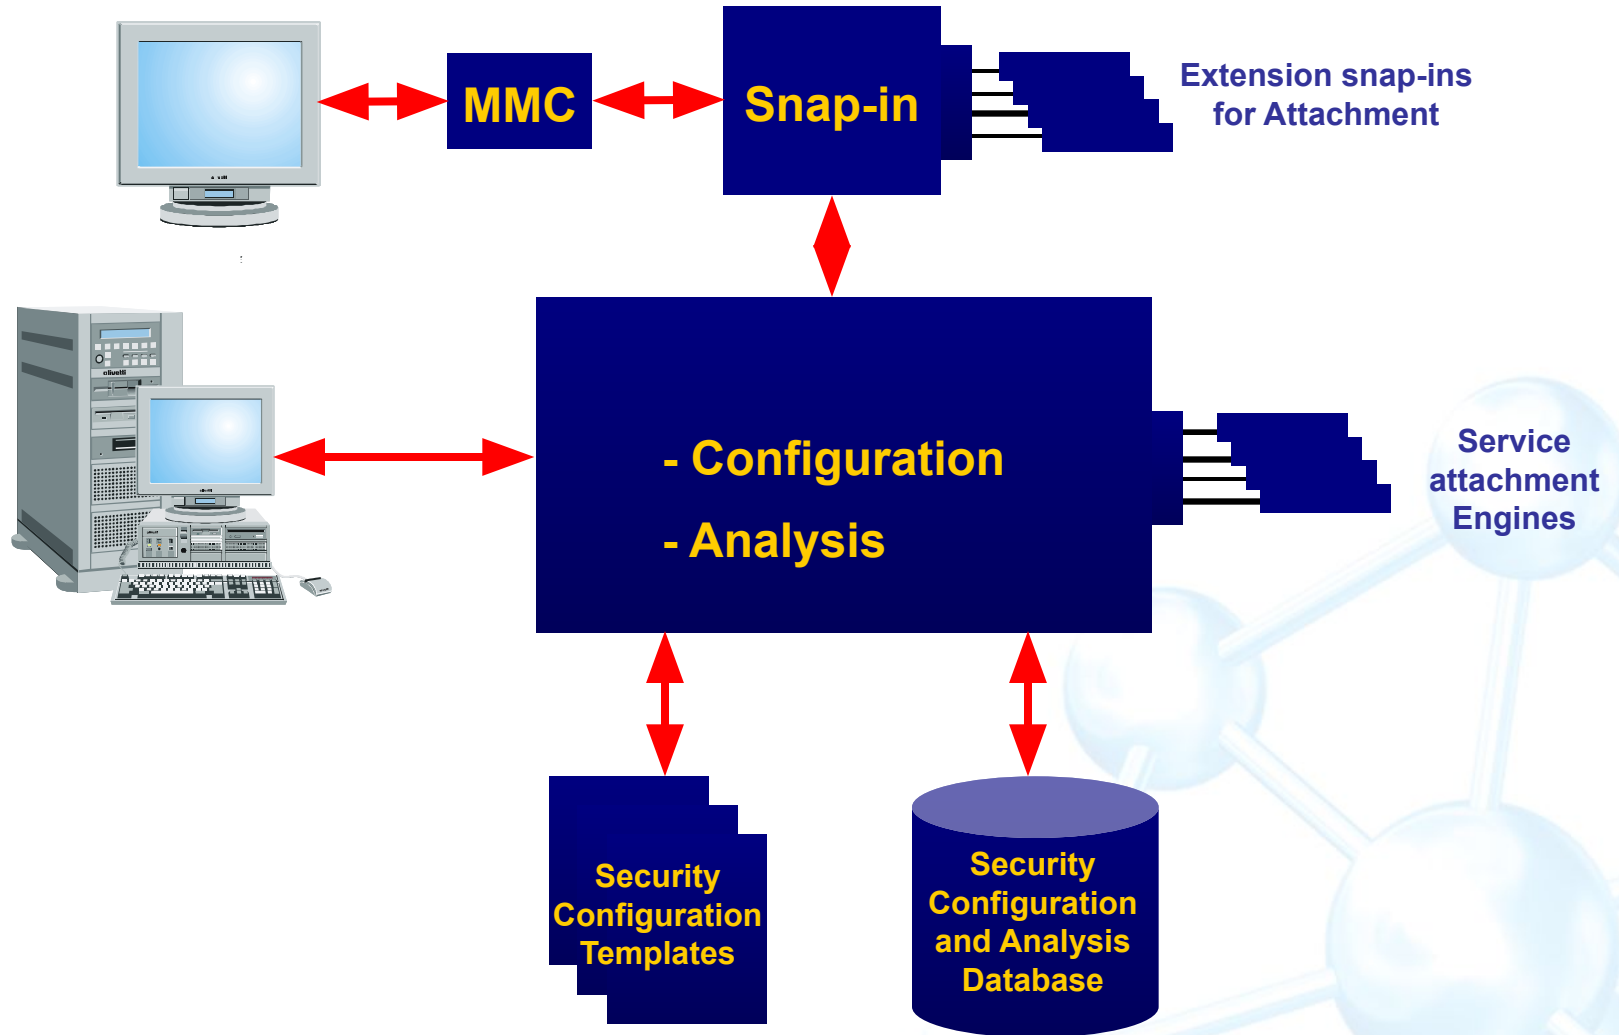 MMC
Snap-in
Extension snap-ins
for Attachment
olivetti
- Configuration
- Analysis
Service
attachment
Engines
Security
Configuration
Templates
Security
Configuration
and Analysis
Database